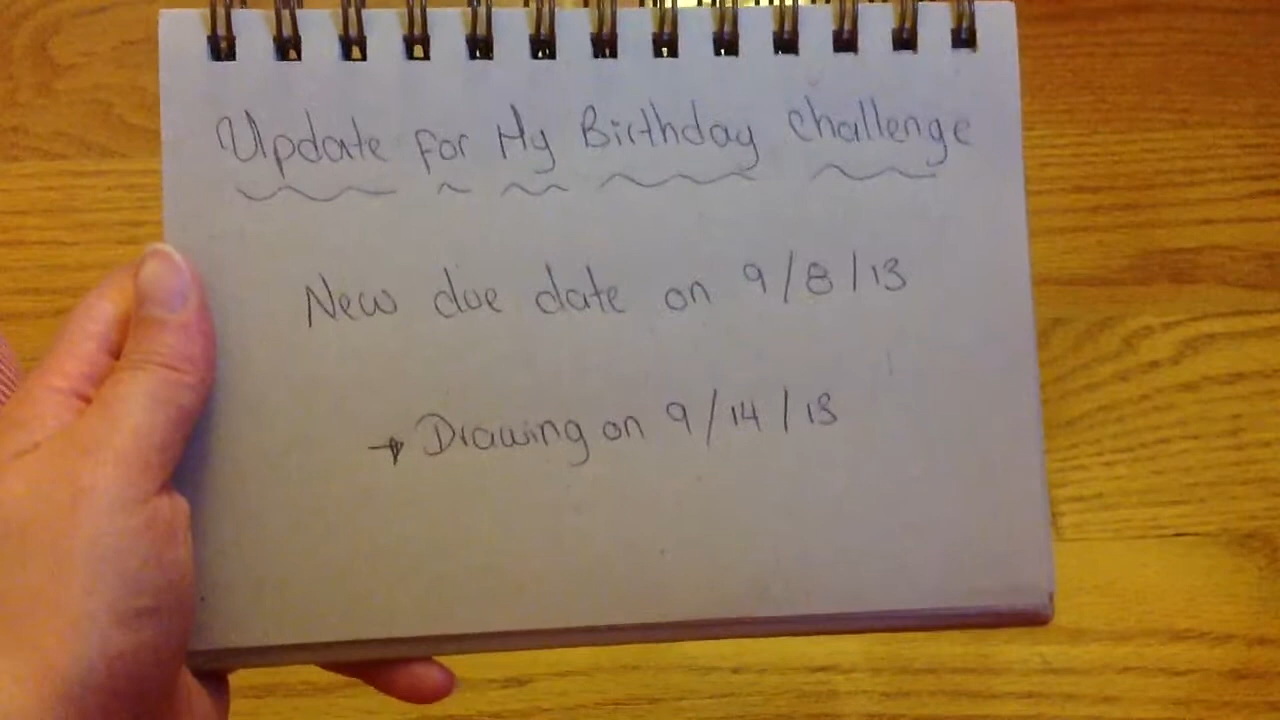 Update for My Birthday Challenge
New due date on 9/8/13
→ Drawing on 9/14/13